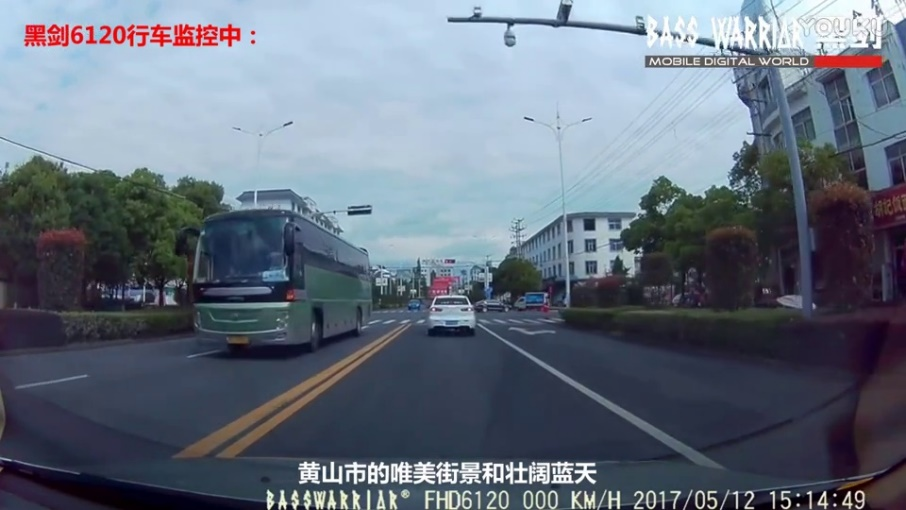 黑剑6120行车监控中：
BASS WARRIAR
YOUKU
MOBILE DIGITAL WORLD
黄山市的唯美街景和壮阔蓝天
BASSWARRIAR® FHD6120 000 KM/H 2017/05/12 15:14:49